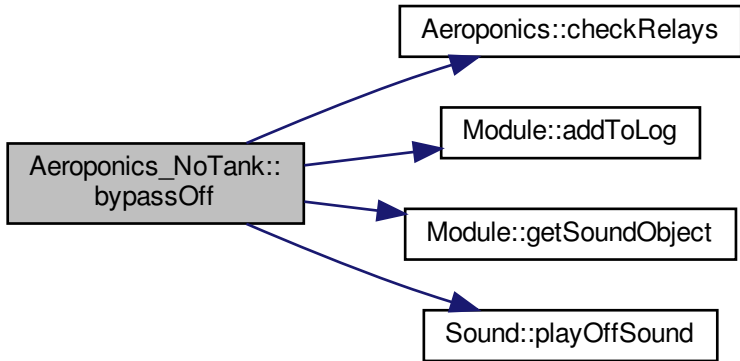 Aeroponics::checkRelays
Module::addToLog
Aeroponics_NoTank::
bypassOff
Module::getSoundObject
Sound::playOffSound